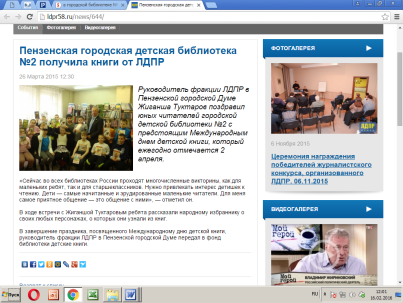 Пензенская городская дет
ldpr58.ru/news/644/
События
Фотогалерея
Видеогалерея
Пензенская городская детская библиотека
№2 получила книги от ЛДПР
26 Марта 2015 12:30
Руководитель фракции ЛДПР в
Пензенской городской Думе
Жиганша Туктаров поздравил
юных читателей городской
детской библиотеки №2 с
предстоящим Международным
днем детской книги, который
ежегодно отмечается 2
апреля.
«Сейчас во всех библиотеках России проходят многочисленные викторины, как для
маленьких ребят, так и для старшеклассников. Нужно привлекать интерес детишек к
чтению. Дети — самые начитанные и эрудированные маленькие читатели. Для меня
самое приятное общение — это общение с ними», — отметил он.
В ходе встречи с Жиганшой Туктаровым ребята рассказали народному избраннику о
своих любых персонажах, о которых они узнали из книг.
В завершение праздника, посвященного Международному дню детской книги,
руководитель фракции ЛДПР в Пензенской городской Думе передал в фонд
библиотеки детские книги.
ФОТОГАЛЕРЕЯ
ЛДПР
6 Ноября 2015
Церемония награждения
победителей журналистского
конкурса, организованного
ЛДПР. 06.11.2015
ВИДЕОГАЛЕРЕЯ
Мой герой
ВЛАДИМИР ЖИРИНОВСКИЙ
Пуск
RU
12:01
16.02.2016